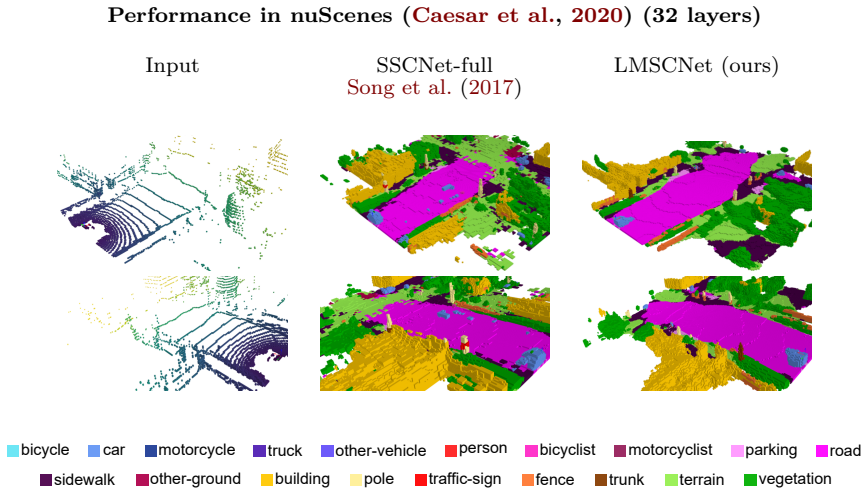 Performance in nuScenes (Caesar et al., 2020) (32 layers)
Input
SSCNet-full
Song et al. (2017)
LMSCNet (ours)
bicycle car motorcycle truck other-vehicle person bicyclist motorcyclist parking road
sidewalk other-ground building pole traffic-sign fence trunk terrain vegetation